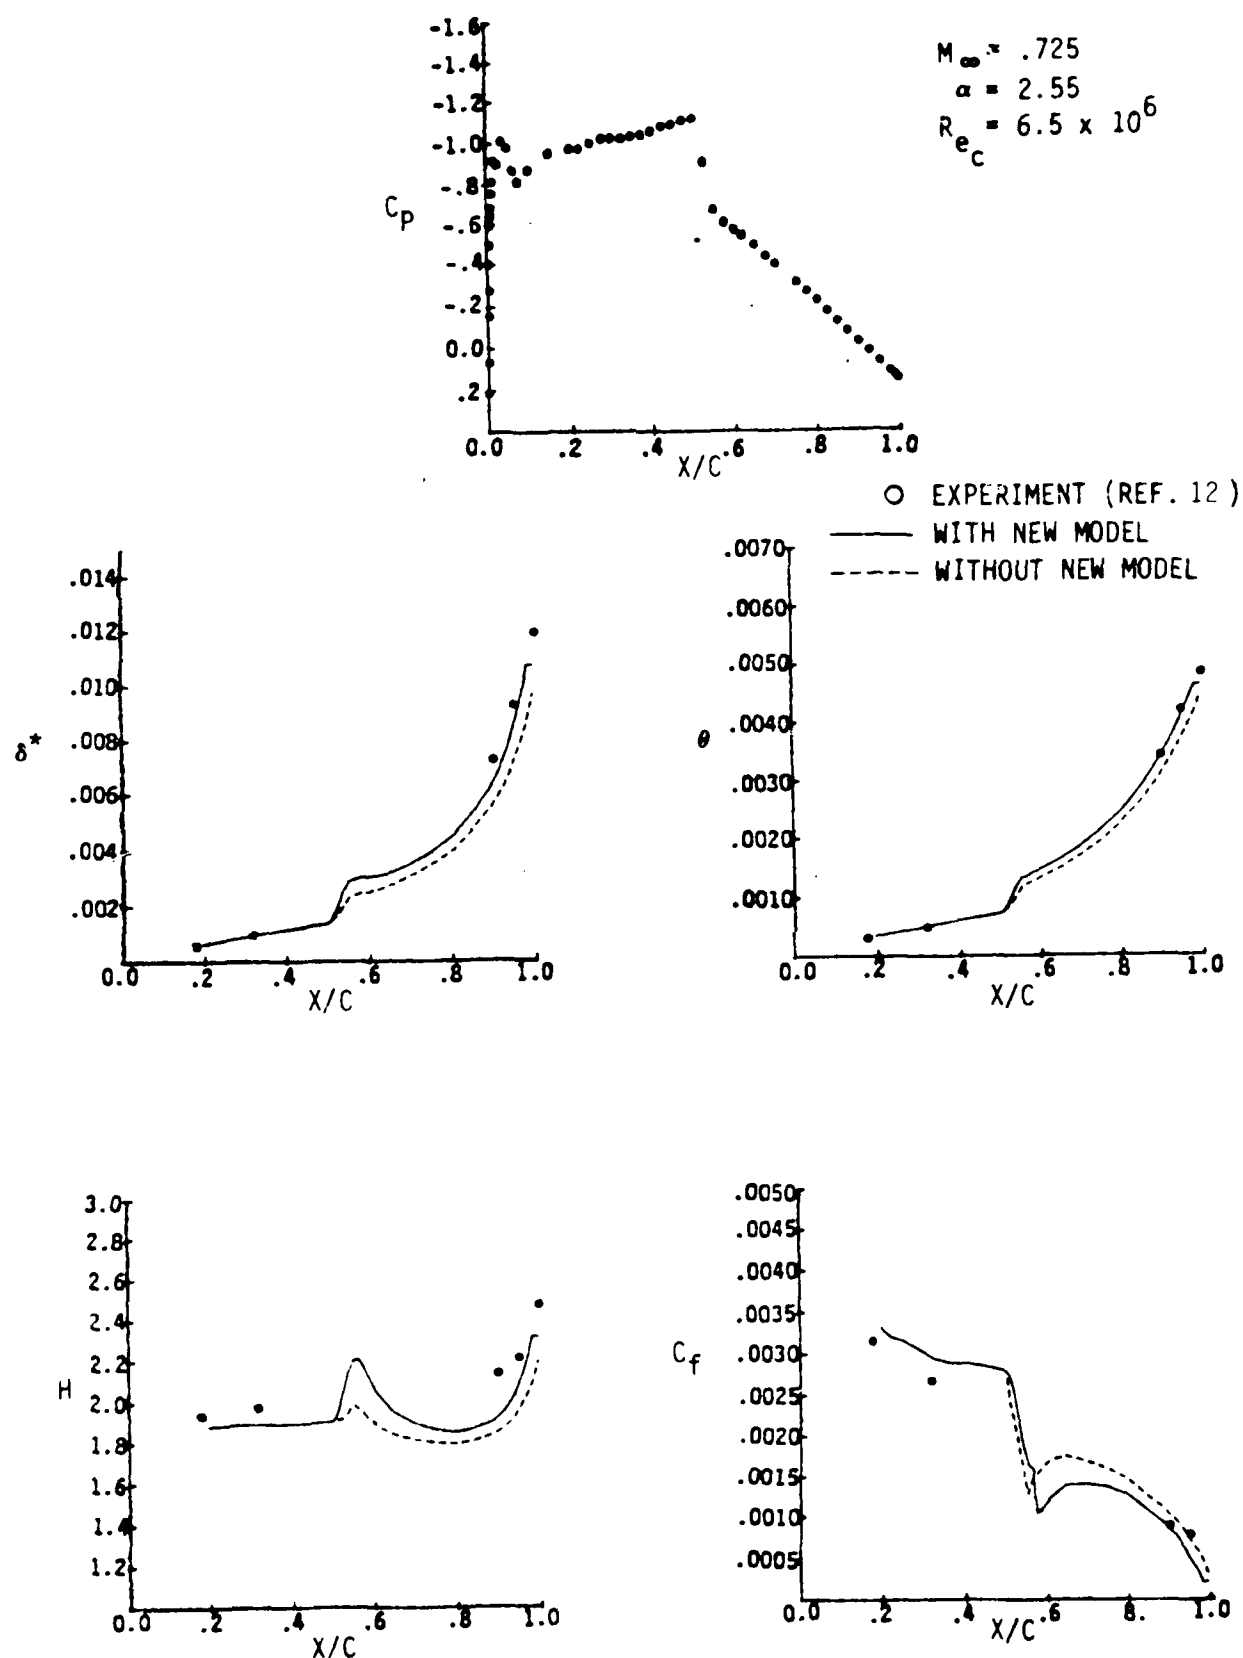 -1.6
-1.4
-1.2
-1.0
-.8
-.6
-.4
-.2
0.0
.2
Cp
0.0 .2 .4 .6 .8 1.0
X/C
M∞ = .725
α = 2.55
Re_c = 6.5 x 10^6
O EXPERIMENT (REF. 12)
WITH NEW MODEL
WITHOUT NEW MODEL
.014
.012
.010
.008
.006
.004
.002
δ*
0.0 .2 .4 .6 .8 1.0
X/C
.0070
.0060
.0050
.0040
.0030
.0020
.0010
θ
0.0 .2 .4 .6 .8 1.0
X/C
3.0
2.8
2.6
2.4
2.2
2.0
1.8
1.6
1.4
1.2
H
0.0 .2 .4 .6 .8 1.0
X/C
.0050
.0045
.0040
.0035
.0030
.0025
.0020
.0015
.0010
.0005
Cf
0.0 .2 .4 .6 8. 1.0
X/C